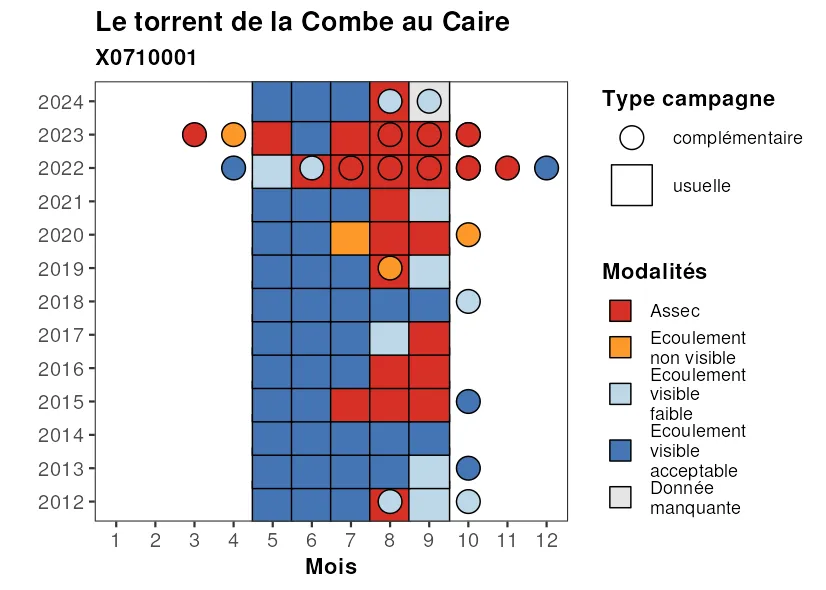 Le torrent de la Combe au Caire
X0710001
2024
2023
2022
2021
2020
2019
2018
2017
2016
2015
2014
2013
2012
1 2 3 4 5 6 7 8 9 10 11 12
Mois
Type campagne
complémentaire
usuelle
Modalités
Assec
Ecoulement
non visible
Ecoulement
visible
faible
Ecoulement
visible
acceptable
Donnée
manquante